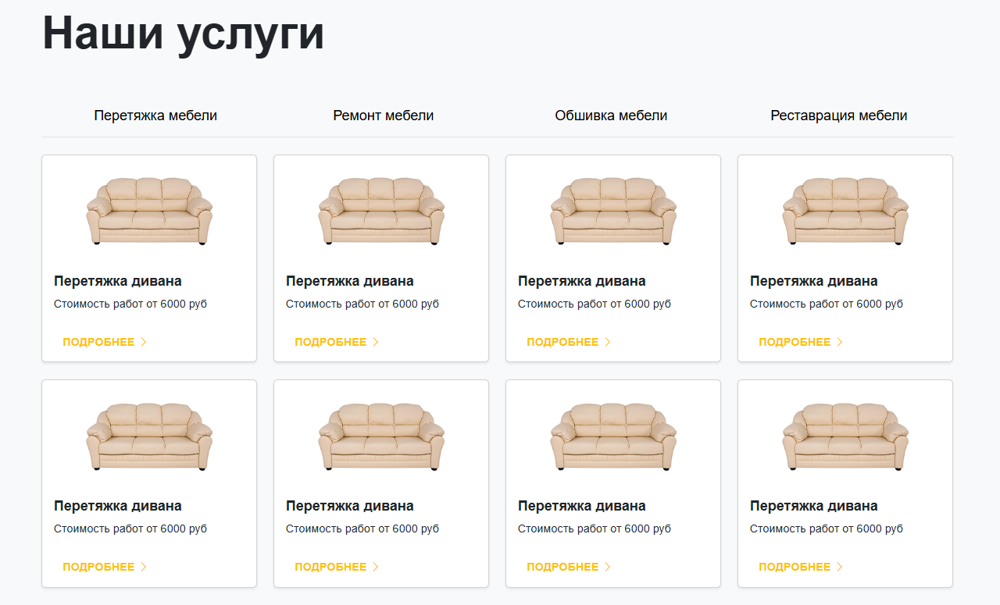 Наши услуги
Перетяжка мебели Ремонт мебели Обшивка мебели Реставрация мебели
Перетяжка дивана Перетяжка дивана Перетяжка дивана Перетяжка дивана
Стоимость работ от 6000 руб Стоимость работ от 6000 руб Стоимость работ от 6000 руб Стоимость работ от 6000 руб
ПОДРОБНЕЕ ПОДРОБНЕЕ ПОДРОБНЕЕ ПОДРОБНЕЕ
Перетяжка дивана Перетяжка дивана Перетяжка дивана Перетяжка дивана
Стоимость работ от 6000 руб Стоимость работ от 6000 руб Стоимость работ от 6000 руб Стоимость работ от 6000 руб
ПОДРОБНЕЕ ПОДРОБНЕЕ ПОДРОБНЕЕ ПОДРОБНЕЕ